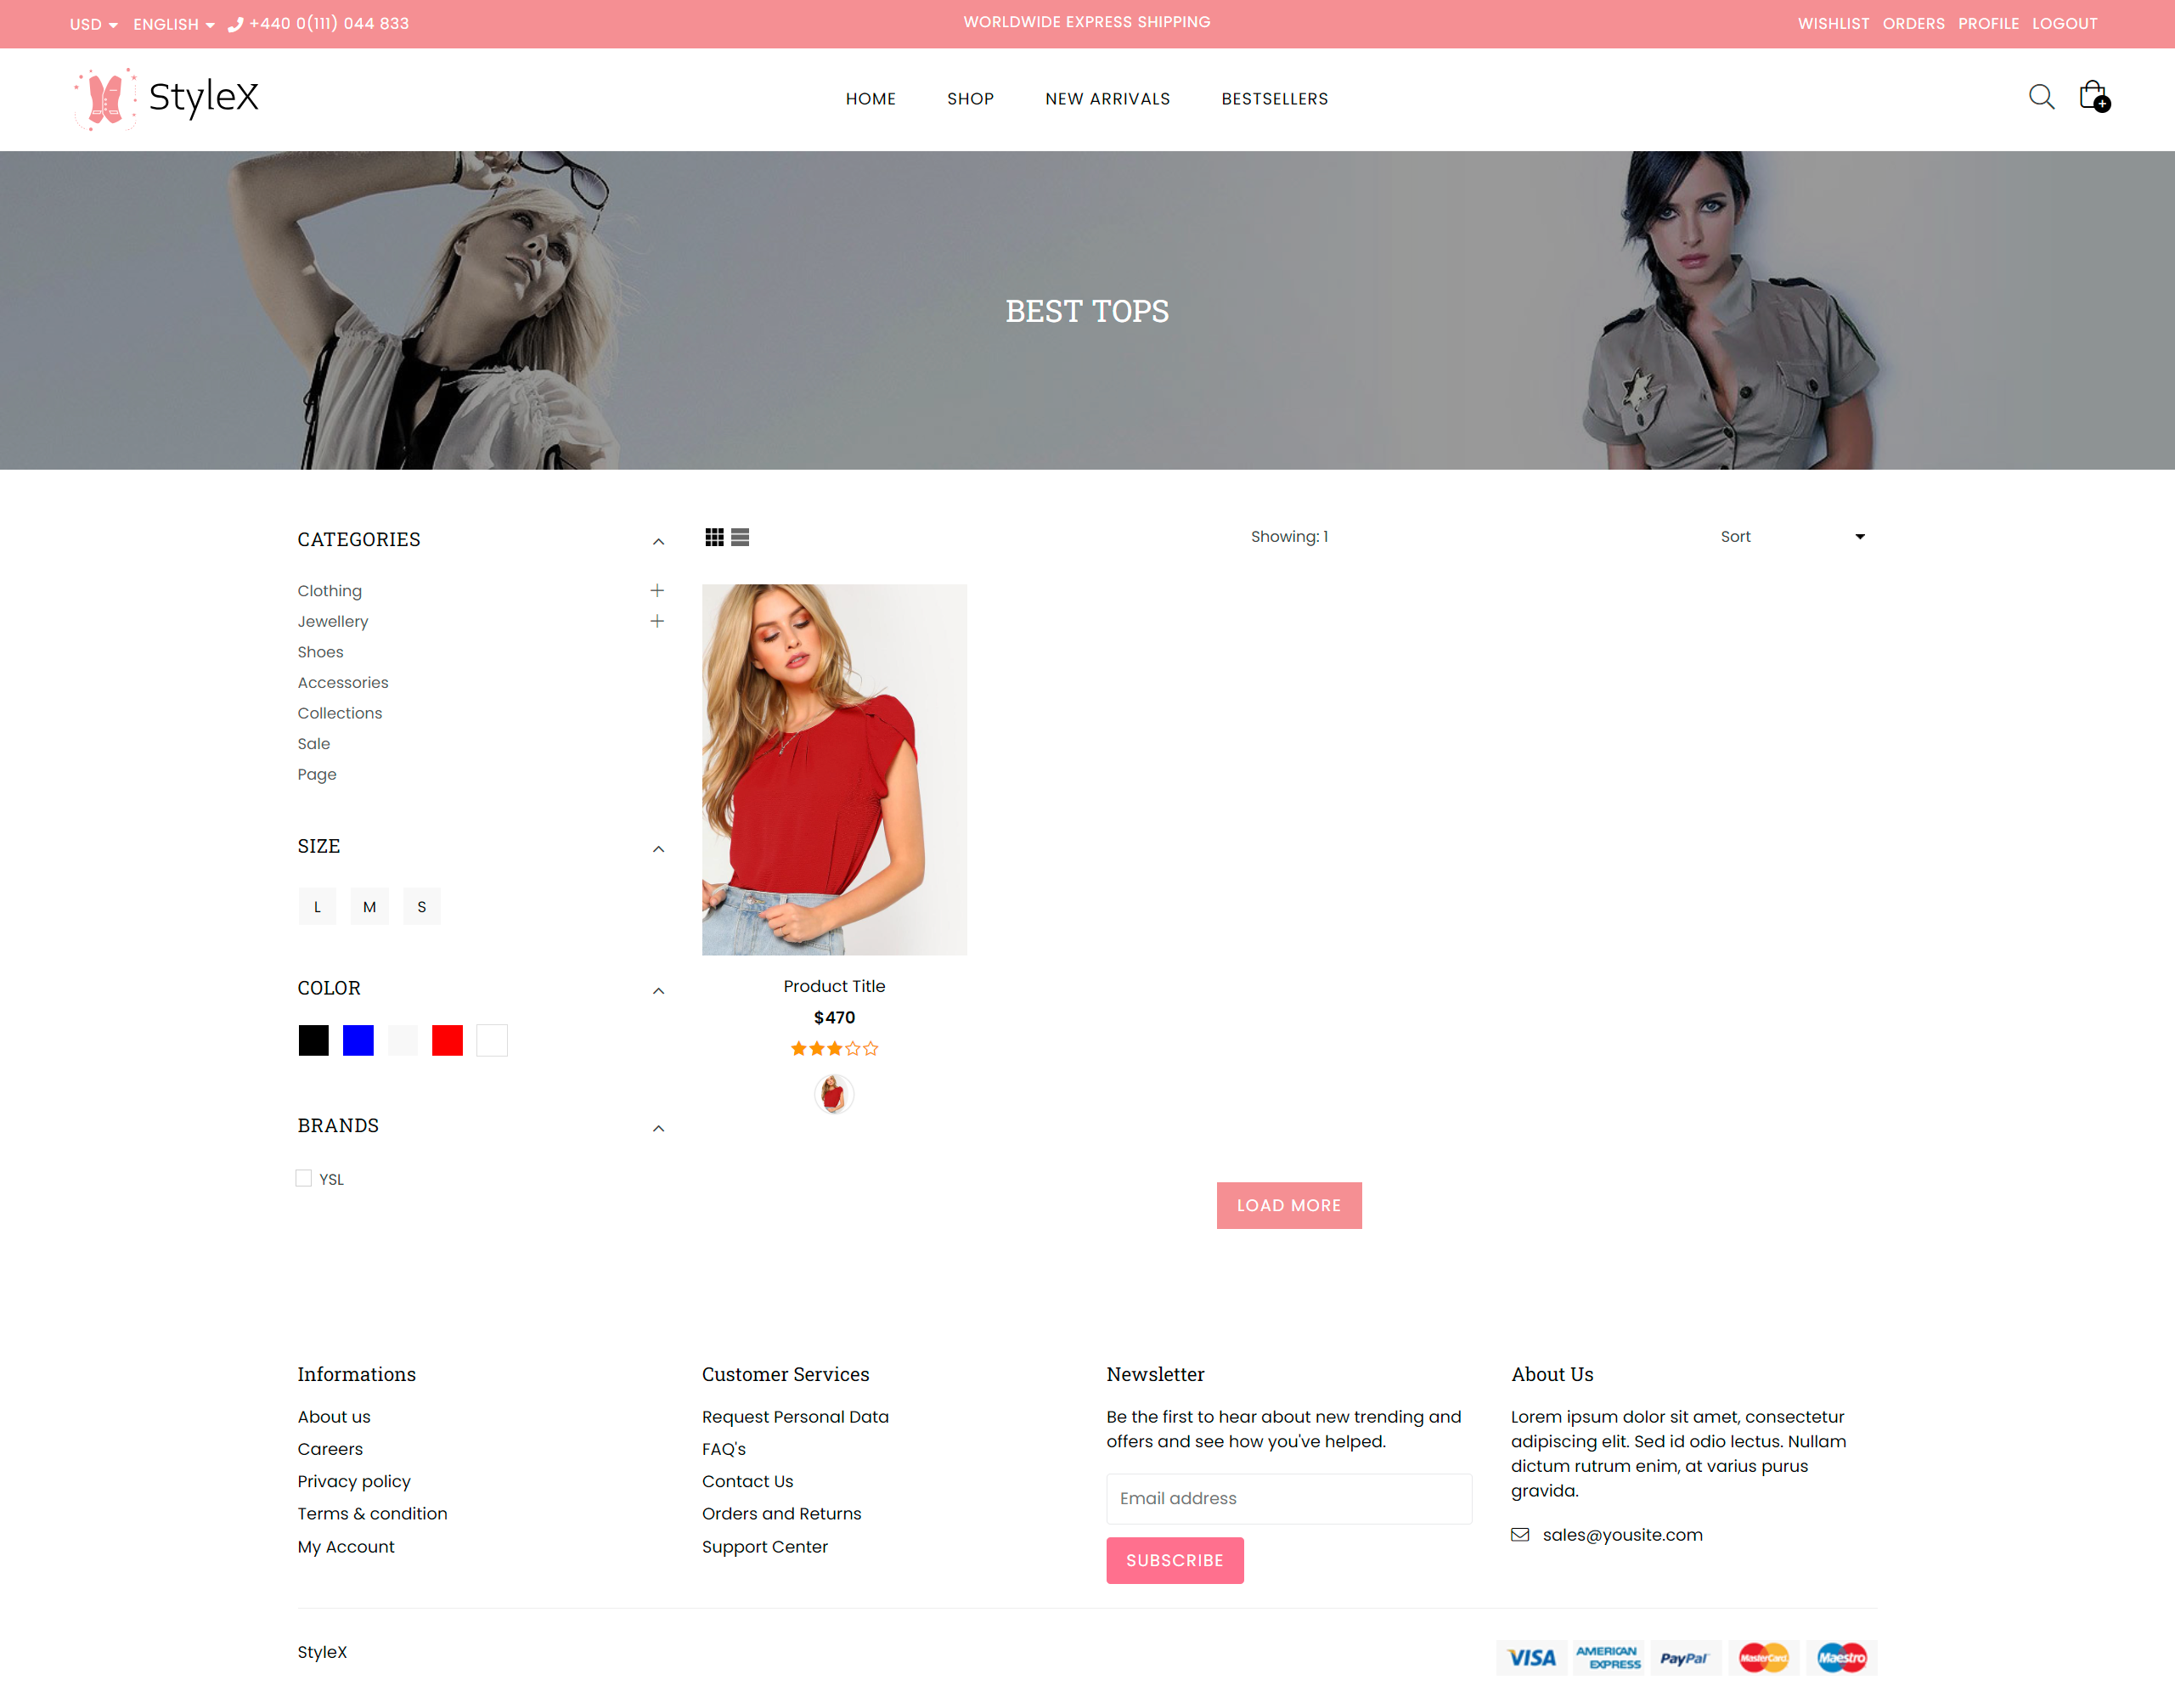 USD ENGLISH +440 0(111) 044 833 WORLDWIDE EXPRESS SHIPPING WISHLIST ORDERS PROFILE LOGOUT
StyleX HOME SHOP NEW ARRIVALS BESTSELLERS
BEST TOPS
CATEGORIES
Clothing
Jewellery
Shoes
Accessories
Collections
Sale
Page
SIZE
L M S
COLOR
BRANDS
YSL
Showing: 1 Sort
Product Title
$470
LOAD MORE
Informations
About us
Careers
Privacy policy
Terms & condition
My Account
Customer Services
Request Personal Data
FAQ's
Contact Us
Orders and Returns
Support Center
Newsletter
Be the first to hear about new trending and
offers and see how you've helped.
Email address
SUBSCRIBE
About Us
Lorem ipsum dolor sit amet, consectetur
adipiscing elit. Sed id odio lectus. Nullam
dictum rutrum enim, at varius purus
gravida.
sales@yousite.com
StyleX
VISA
AMERICAN
EXPRESS
PayPal
MasterCard
Maestro